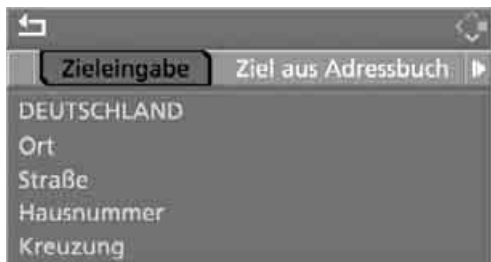 Zieleingabe Ziel aus Adressbuch
DEUTSCHLAND
Ort
Straße
Hausnummer
Kreuzung